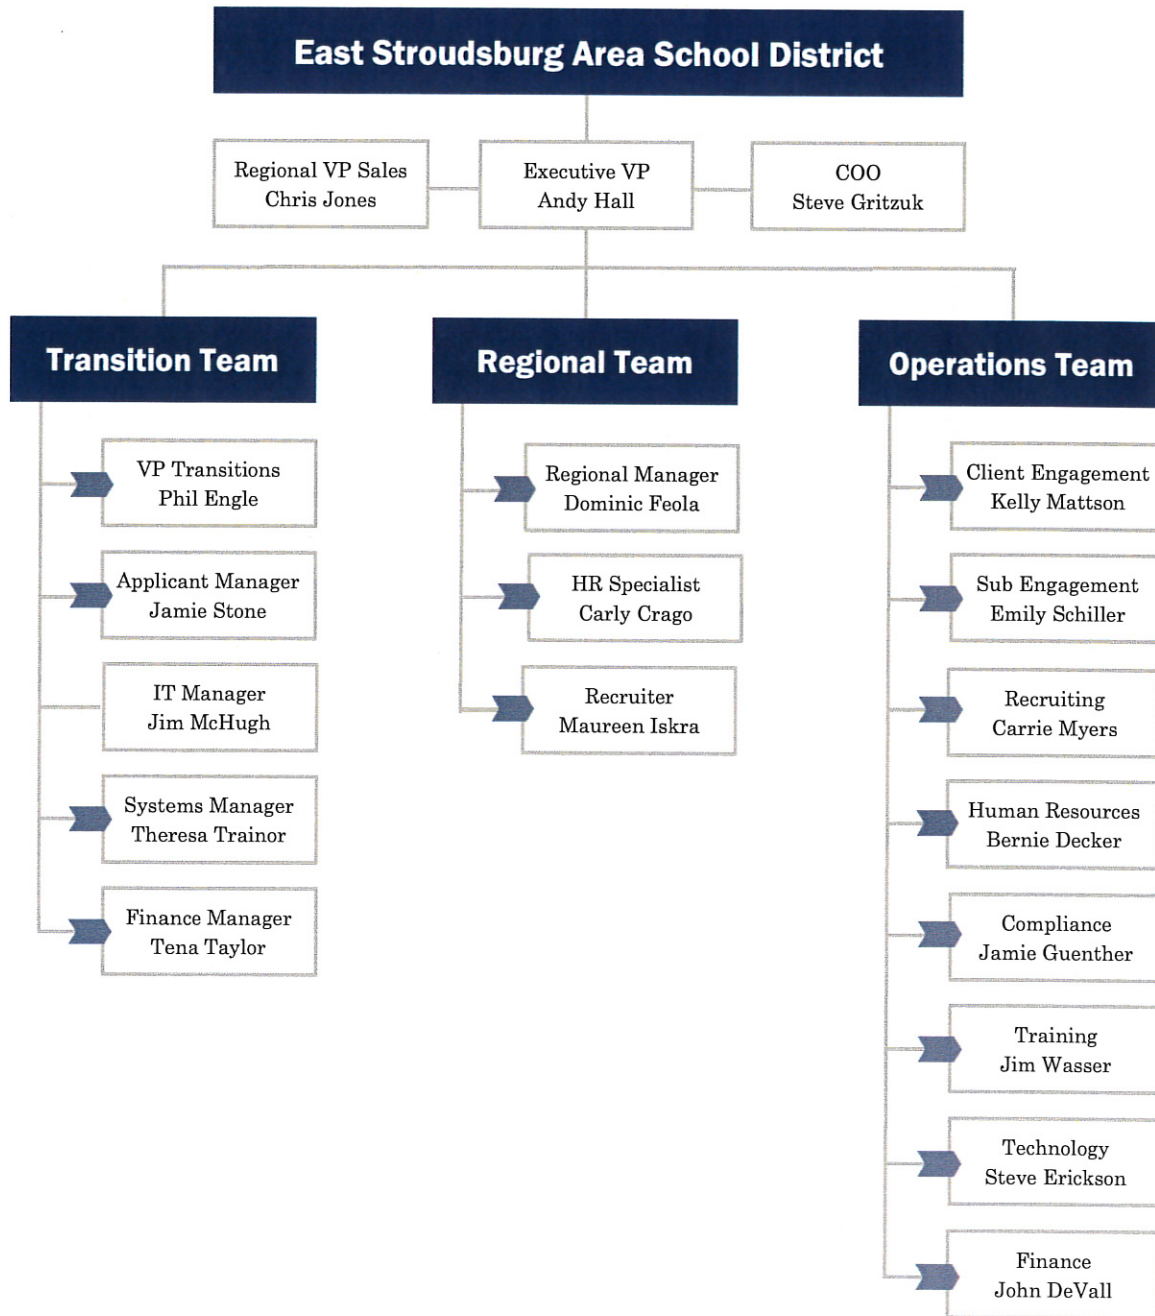 East Stroudsburg Area School District
Regional VP Sales
Chris Jones
Executive VP
Andy Hall
COO
Steve Gritzuk
Transition Team
VP Transitions
Phil Engle
Applicant Manager
Jamie Stone
IT Manager
Jim McHugh
Systems Manager
Theresa Trainor
Finance Manager
Tena Taylor
Regional Team
Regional Manager
Dominic Feola
HR Specialist
Carly Crago
Recruiter
Maureen Iskra
Operations Team
Client Engagement
Kelly Mattson
Sub Engagement
Emily Schiller
Recruiting
Carrie Myers
Human Resources
Bernie Decker
Compliance
Jamie Guenther
Training
Jim Wasser
Technology
Steve Erickson
Finance
John DeVall